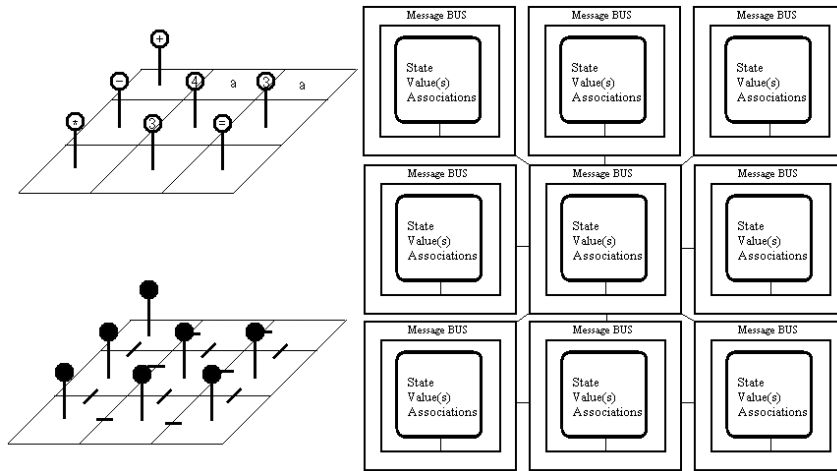 +
− 4 a 3 a
* 3 =
Message BUS Message BUS Message BUS
State State State
Value(s) Value(s) Value(s)
Associations Associations Associations
Message BUS Message BUS Message BUS
State State State
Value(s) Value(s) Value(s)
Associations Associations Associations
Message BUS Message BUS Message BUS
State State State
Value(s) Value(s) Value(s)
Associations Associations Associations